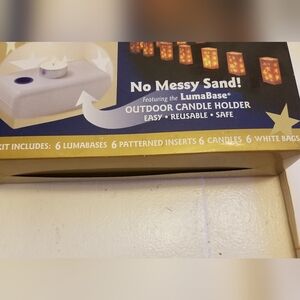 No Messy Sand!
Featuring the LumaBase®
OUTDOOR CANDLE HOLDER
EASY • REUSABLE • SAFE
KIT INCLUDES: 6 LUMABASES 6 PATTERNED INSERTS 6 CANDLES 6 WHITE BAGS